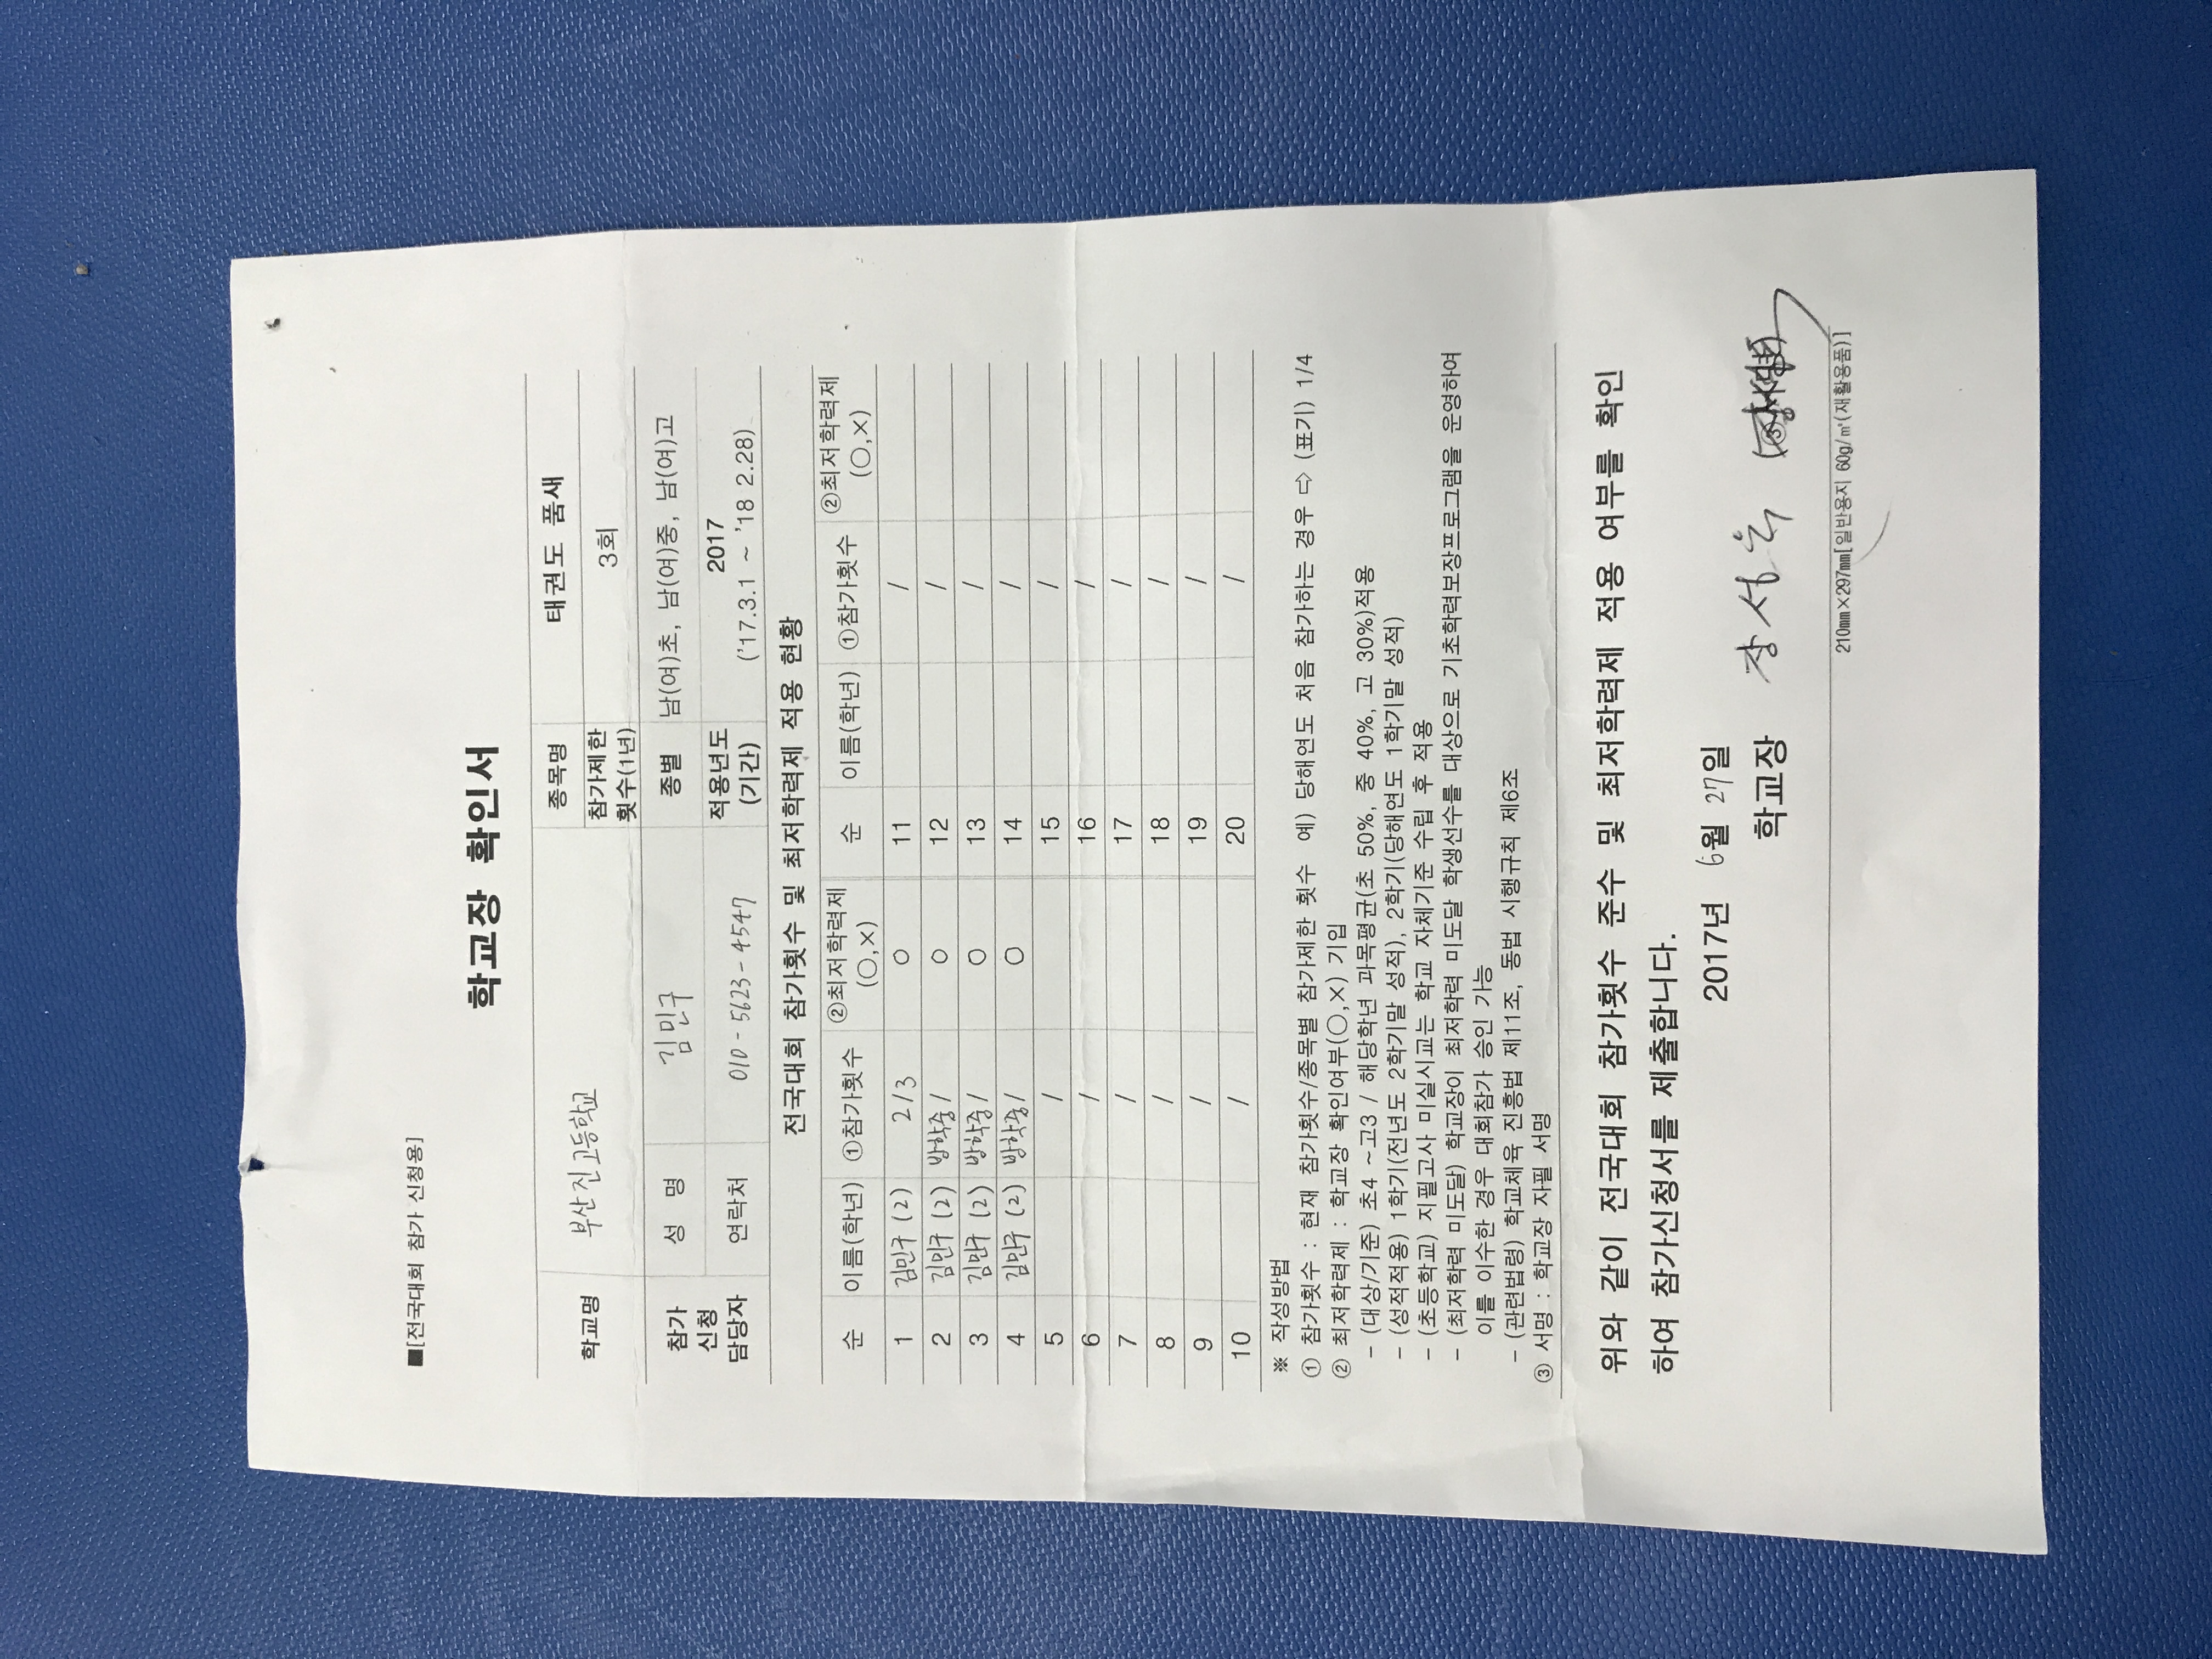 ■[전국대회 참가 신청용]
학교장 확인서
학교명 부산진고등학교 종목명 태권도 품새
참가제한 횟수(1년) 3회
참가 신청 담당자 성 명 김민구 종별 남(여)초, 남(여)중, 남(여)고
연락처 010-5623-4547 적용년도 (기간) 2017 ('17.3.1 ~ '18 2.28)
전국대회 참가횟수 및 최저학력제 적용 현황
순 이름(학년) ①참가횟수 ②최저학력제 (○,×) 순 이름(학년) ①참가횟수 ②최저학력제 (○,×)
1 김민구 (2) 2/3 ○ 11 /
2 김민구 (2) 방학중/ ○ 12 /
3 김민구 (2) 방학중/ ○ 13 /
4 김민구 (2) 방학중/ ○ 14 /
5 / 15 /
6 / 16 /
7 / 17 /
8 / 18 /
9 / 19 /
10 / 20 /
※ 작성방법
① 참가횟수 : 현재 참가횟수/종목별 참가제한 횟수 예) 당해연도 처음 참가하는 경우 ⇨ (표기) 1/4
② 최저학력제 : 학교장 확인여부(○,×) 기입
- (대상/기준) 초4 ~고3 / 해당학년 과목평균(초 50%, 중 40%, 고 30%)적용
- (성적적용) 1학기(전년도 2학기말 성적), 2학기(당해연도 1학기말 성적)
- (초등학교) 지필고사 미실시교는 학교 자체기준 수립 후 적용
- (최저학력 미도달) 학교장이 최저학력 미도달 학생선수를 대상으로 기초학력보장프로그램을 운영하여
이를 이수한 경우 대회참가 승인 가능
- (관련법령) 학교체육 진흥법 제11조, 동법 시행규칙 제6조
③ 서명 : 학교장 자필 서명
위와 같이 전국대회 참가횟수 준수 및 최저학력제 적용 여부를 확인
하여 참가신청서를 제출합니다.
2017년 6월 27일
학교장
210㎜×297㎜[일반용지 60g/㎡(재활용품)]